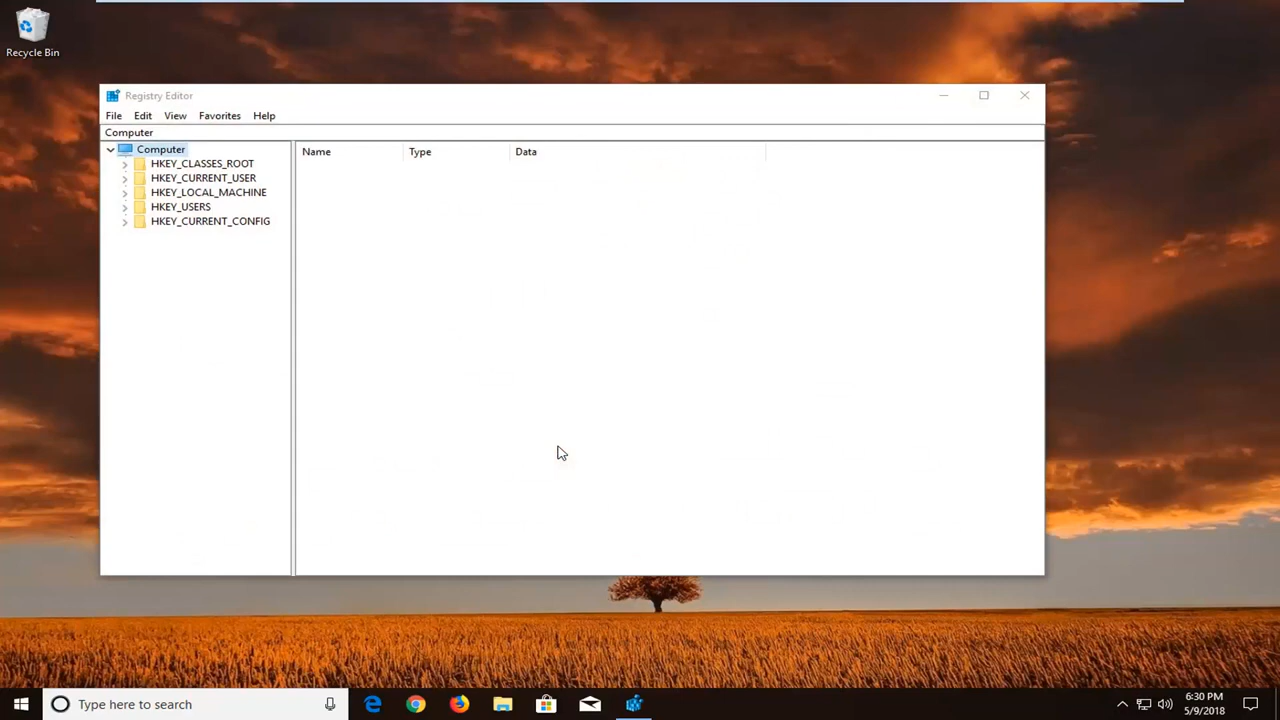 Recycle Bin
Registry Editor
File Edit View Favorites Help
Computer
Computer
HKEY_CLASSES_ROOT
HKEY_CURRENT_USER
HKEY_LOCAL_MACHINE
HKEY_USERS
HKEY_CURRENT_CONFIG
Name Type Data
Type here to search
6:30 PM
5/9/2018